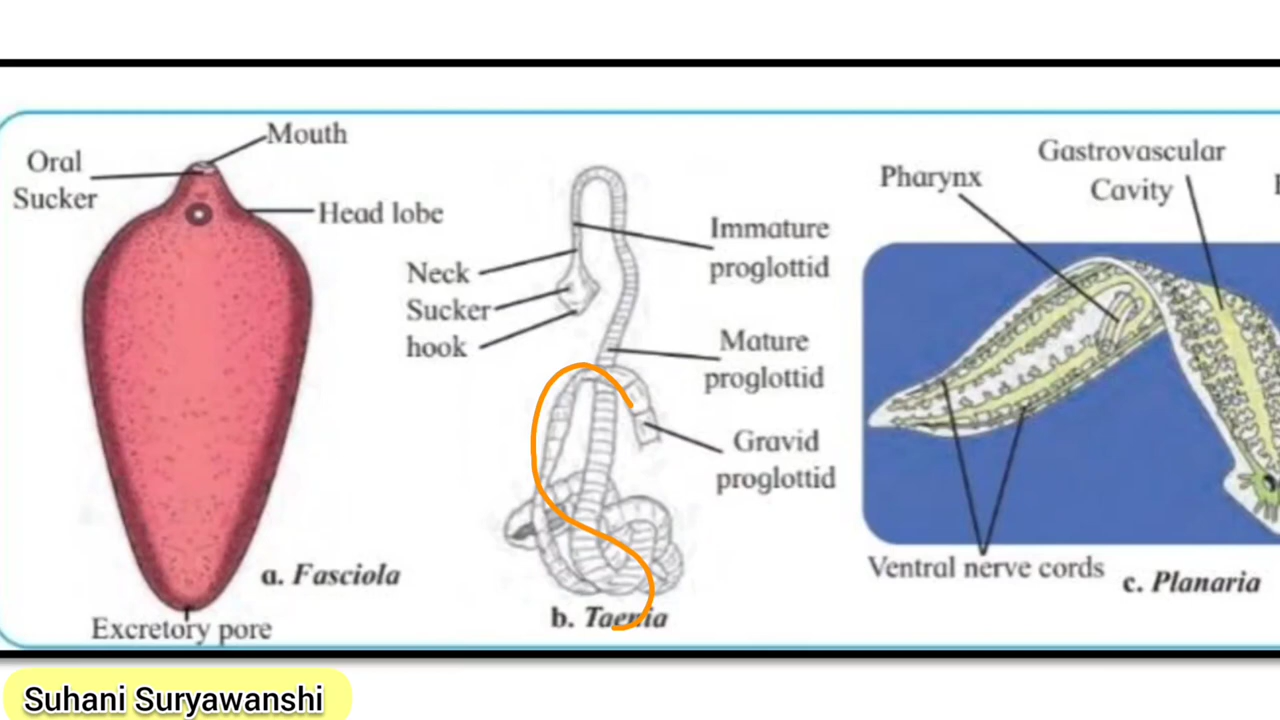 Mouth
Oral
Sucker
Head lobe
a. Fasciola
Excretory pore
Neck
Sucker
hook
Immature
proglottid
Mature
proglottid
Gravid
proglottid
b. Taenia
Pharynx
Gastrovascular
Cavity
Ventral nerve cords
c. Planaria
Suhani Suryawanshi